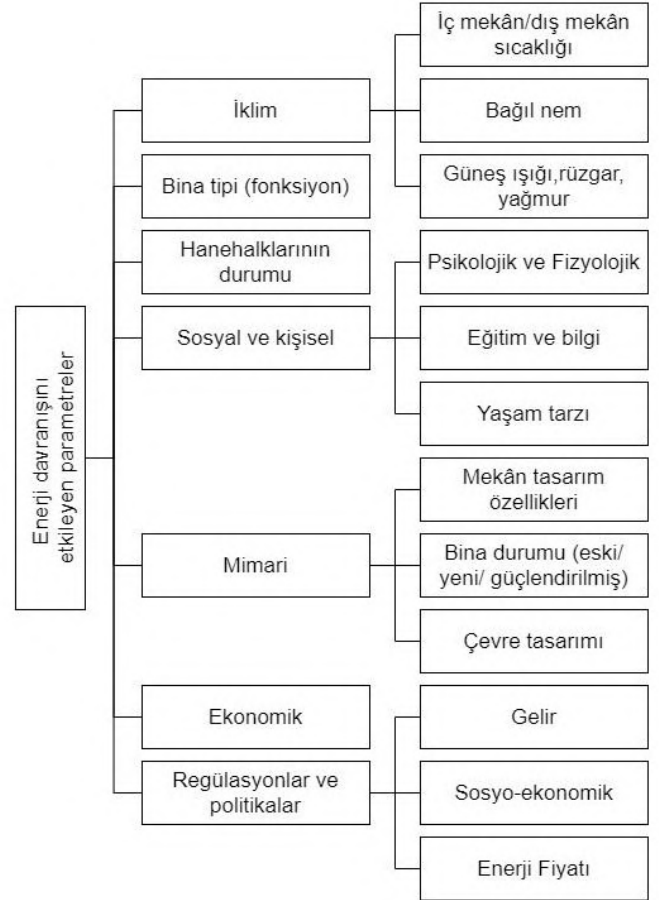 Enerji davranışını
etkileyen parametreler
İklim
İç mekân/dış mekân
sıcaklığı
Bağıl nem
Güneş ışığı,rüzgar,
yağmur
Bina tipi (fonksiyon)
Hanehalklarının
durumu
Sosyal ve kişisel
Psikolojik ve Fizyolojik
Eğitim ve bilgi
Yaşam tarzı
Mimari
Mekân tasarım
özellikleri
Bina durumu (eski/
yeni/ güçlendirilmiş)
Çevre tasarımı
Ekonomik
Regülasyonlar ve
politikalar
Gelir
Sosyo-ekonomik
Enerji Fiyatı